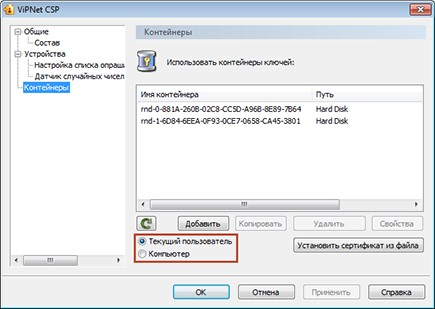 ViPNet CSP
Общие
Состав
Устройства
Настройка списка опраши
Датчик случайных чисел
Контейнеры
Контейнеры
Использовать контейнеры ключей:
Имя контейнера Путь
rnd-0-881A-260B-02C8-CC5D-A96B-8E89-7B64 Hard Disk
rnd-1-6D84-6EEA-0F93-0CE7-0658-CA45-3801 Hard Disk
Добавить Копировать Удалить Свойства
Текущий пользователь
Компьютер
Установить сертификат из файла
OK Отмена Применить Справка